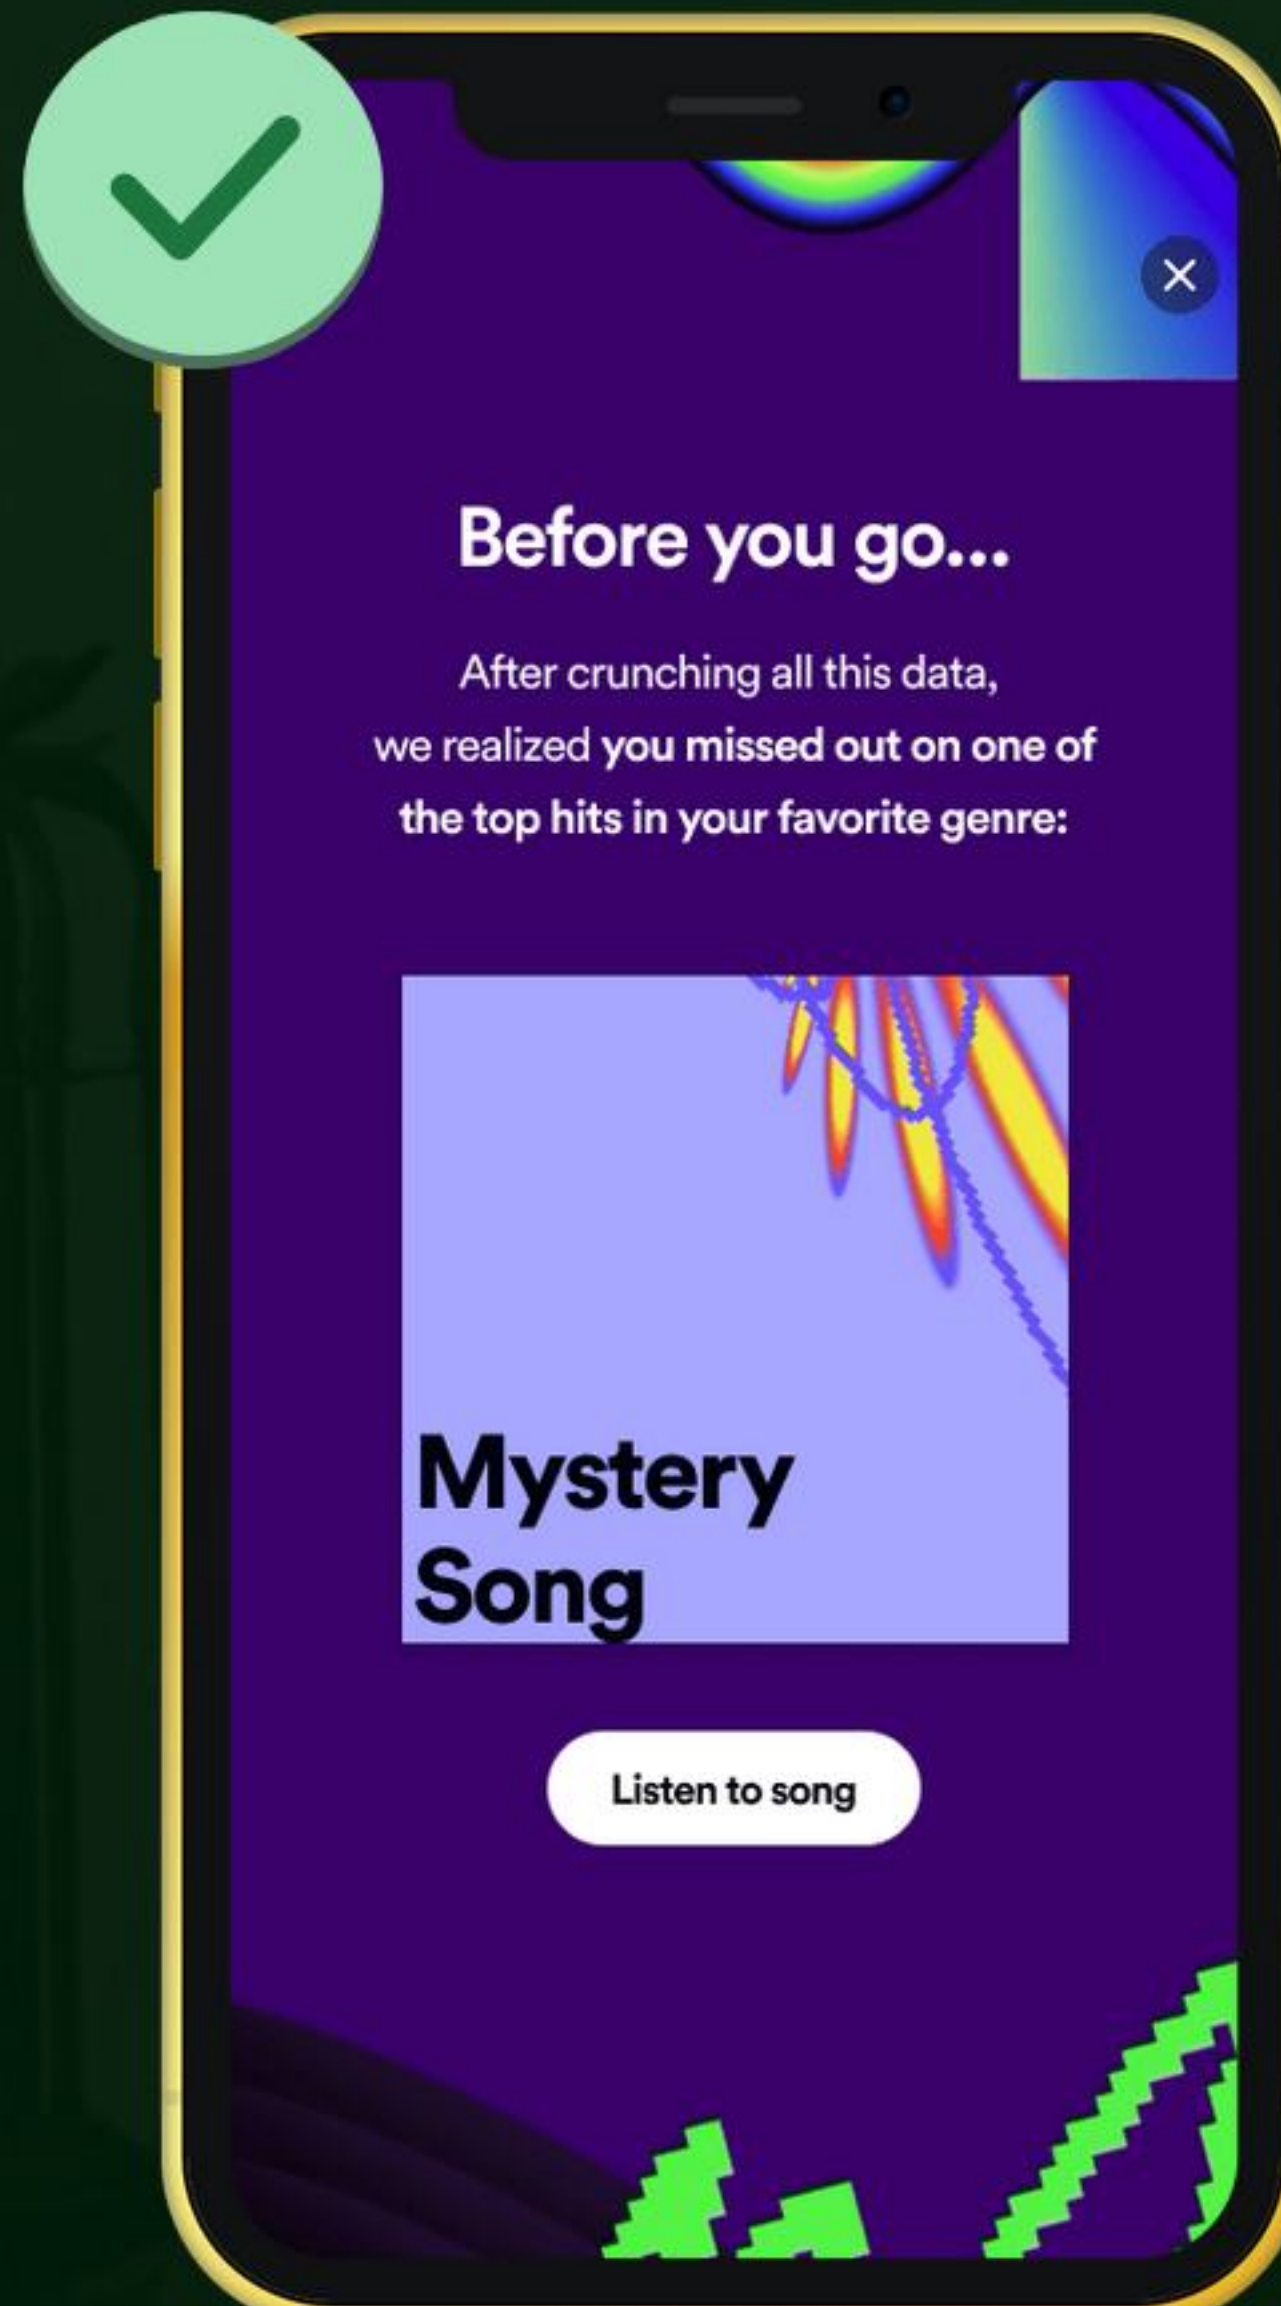 Before you go...
After crunching all this data,
we realized you missed out on one of
the top hits in your favorite genre:
Mystery
Song
Listen to song